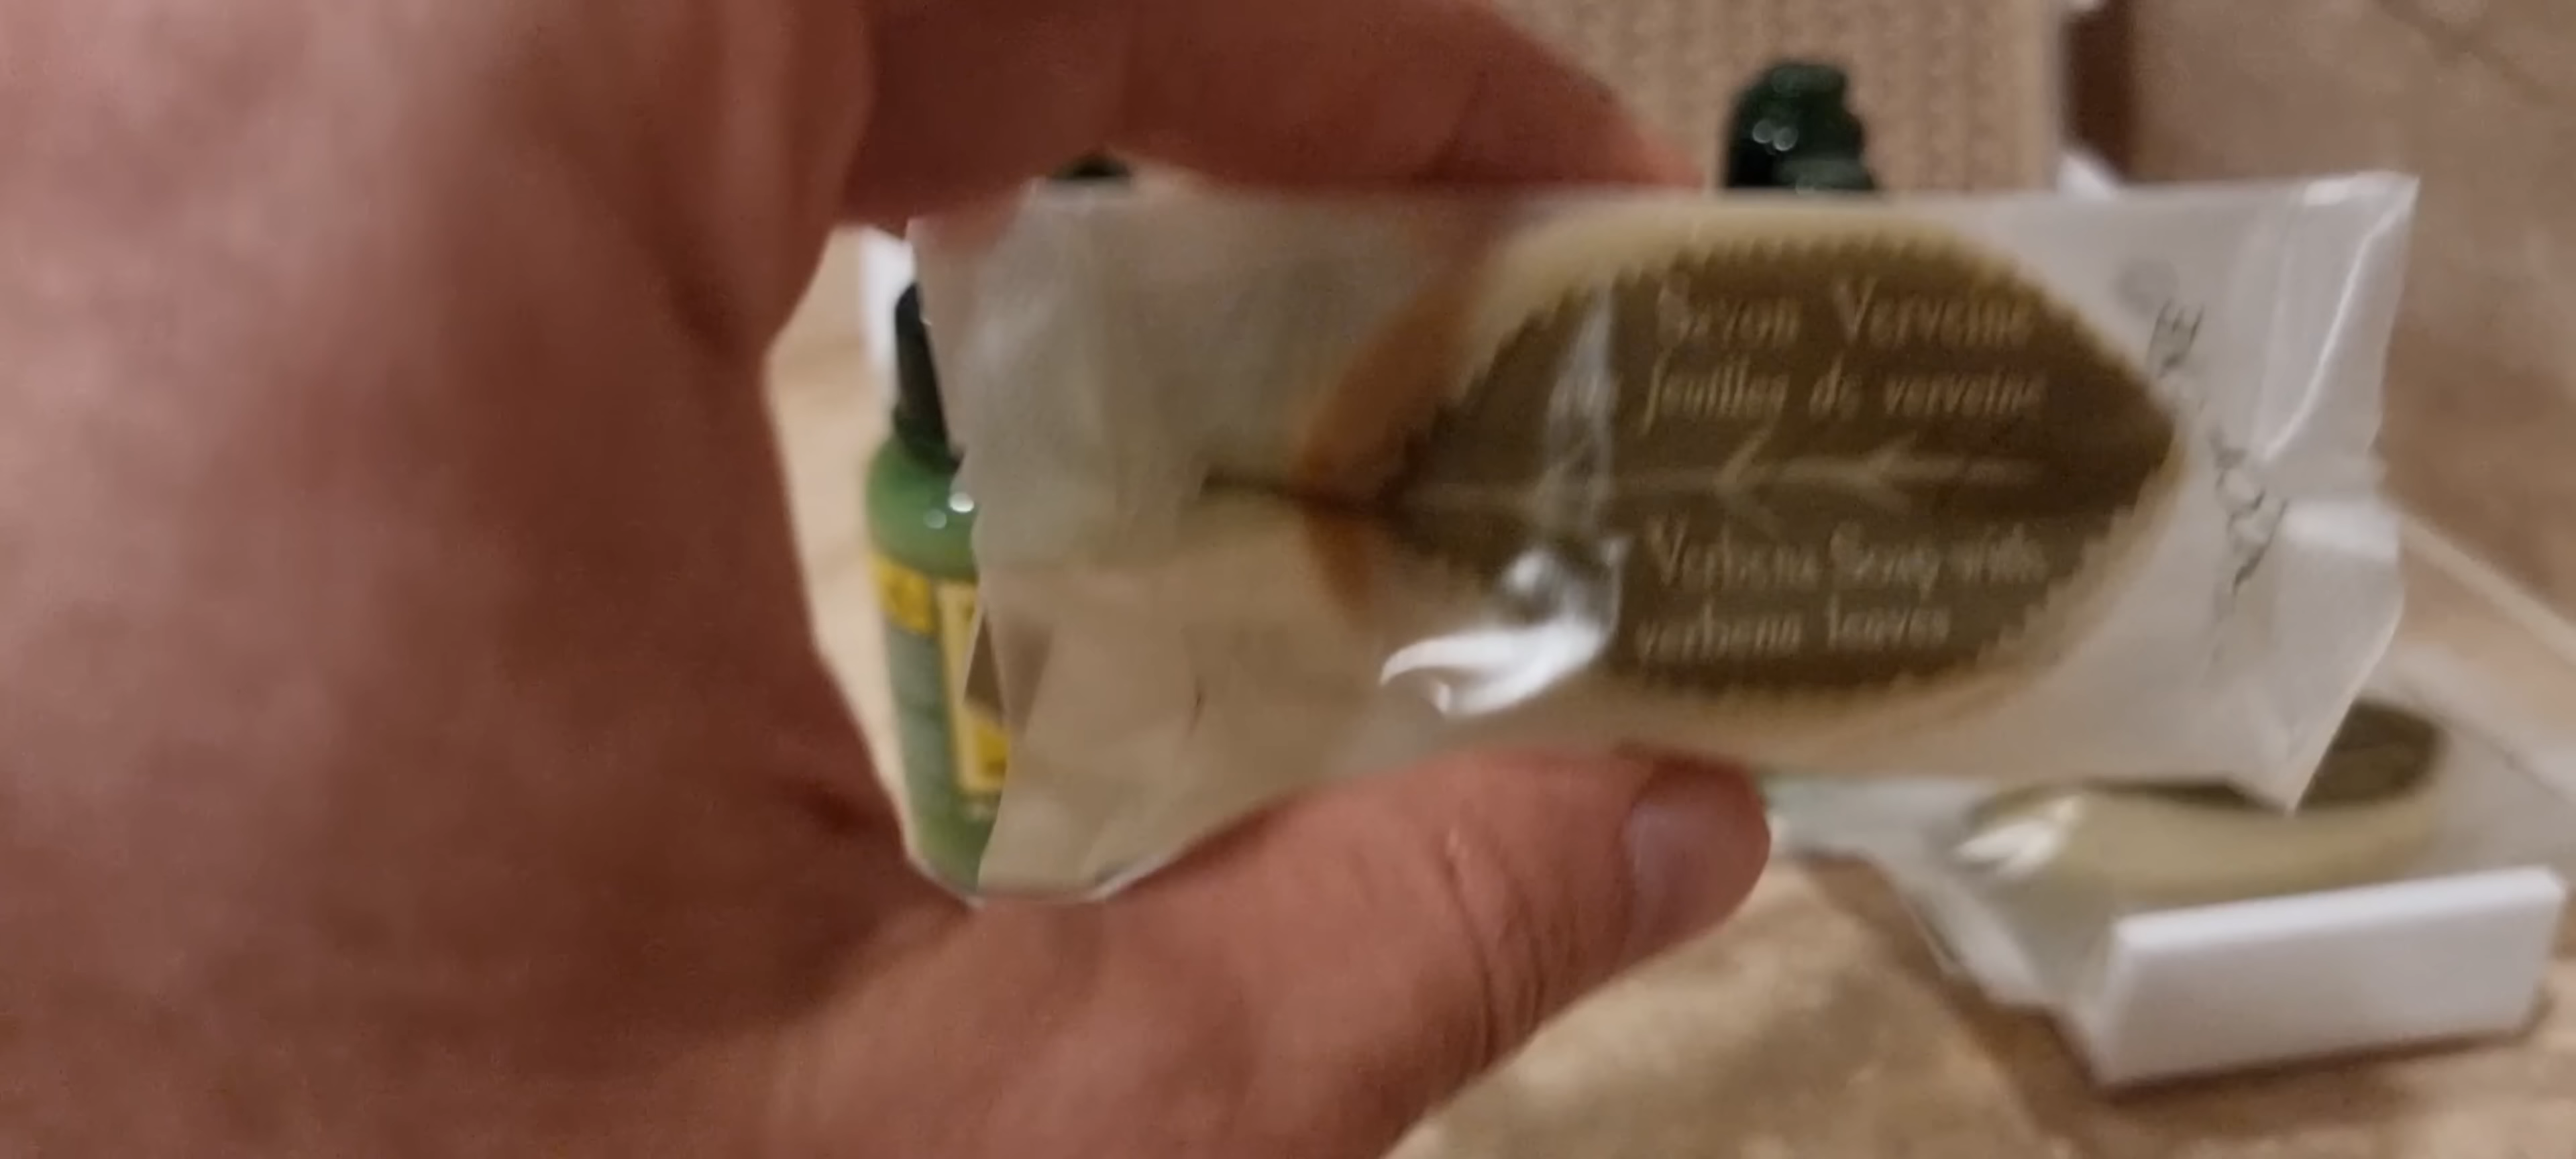 Savon Verveine
feuilles de verveine
Verbena Soap with
verbena leaves